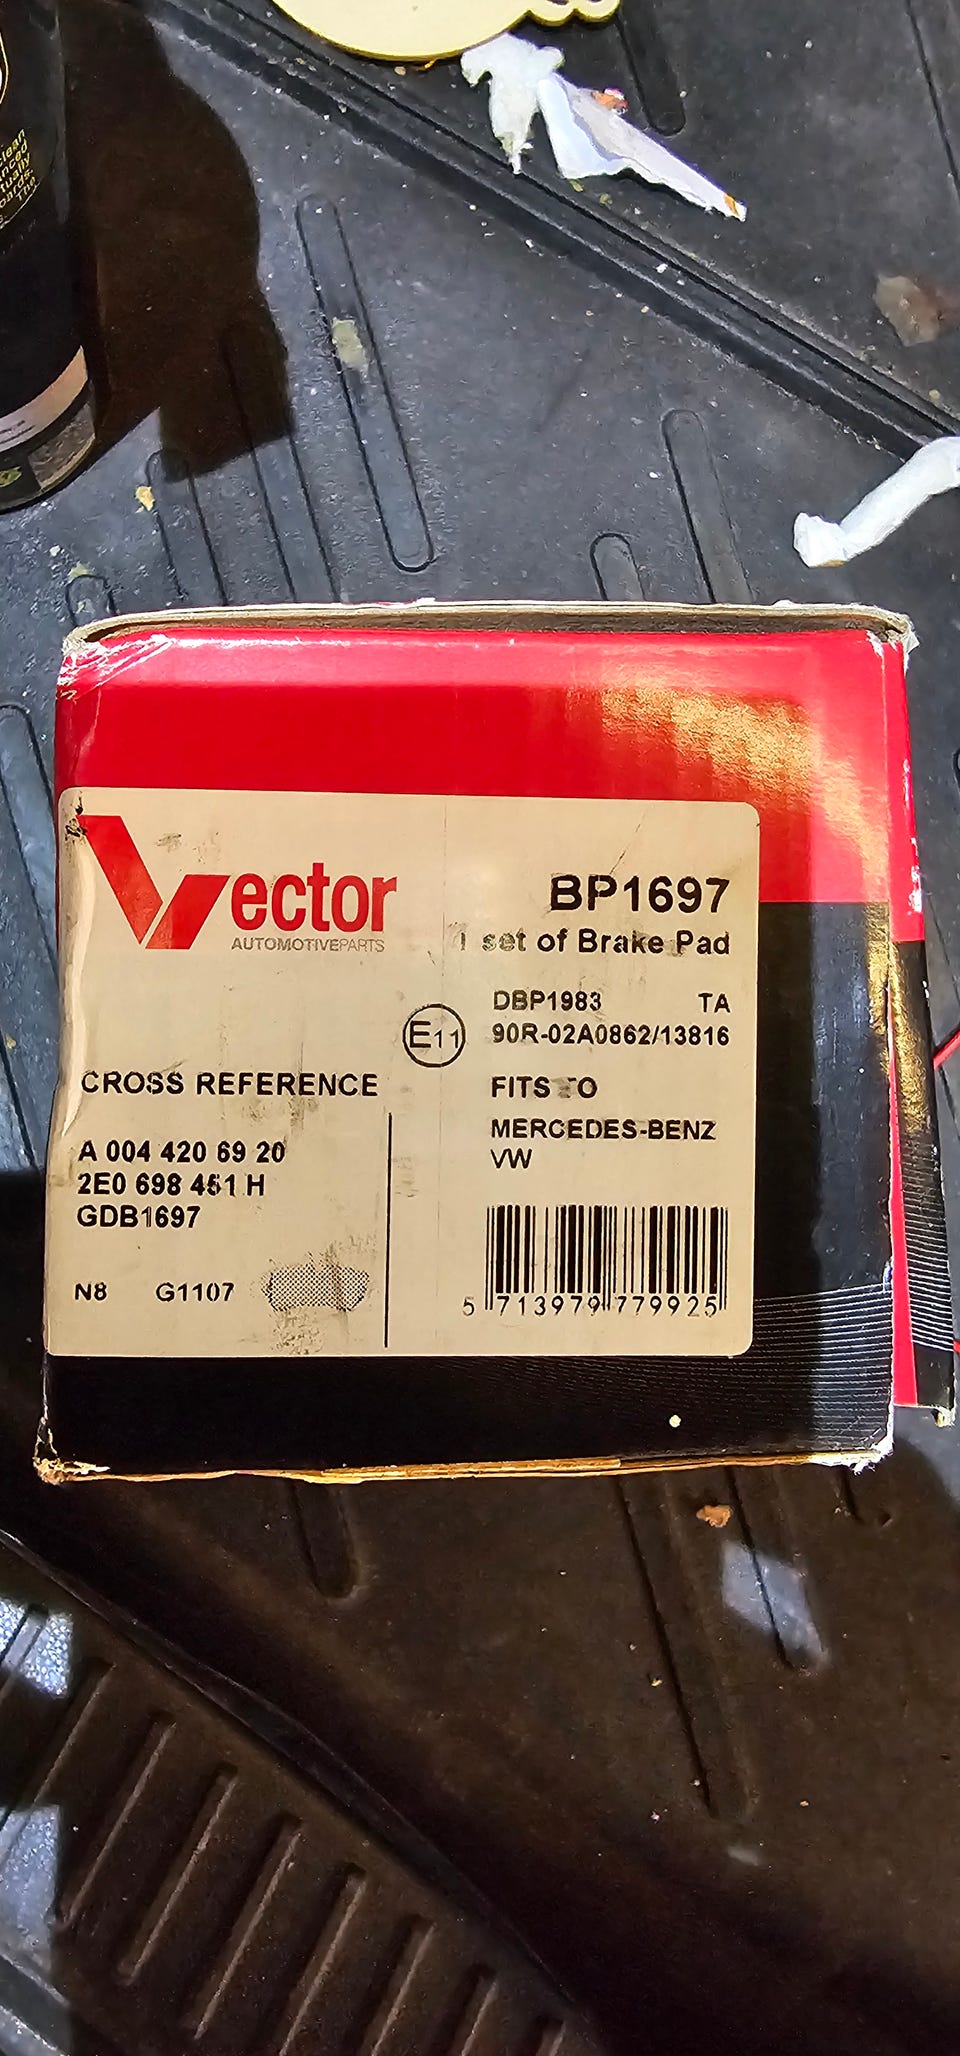 clean
Vector
AUTOMOTIVEPARTS
BP1697
1 set of Brake Pad
DBP1983 TA
E11
90R-02A0862/13816
CROSS REFERENCE
FITS TO
MERCEDES-BENZ
VW
A 004 420 69 20
2E0 698 451 H
GDB1697
N8 G1107
5 713979 779925